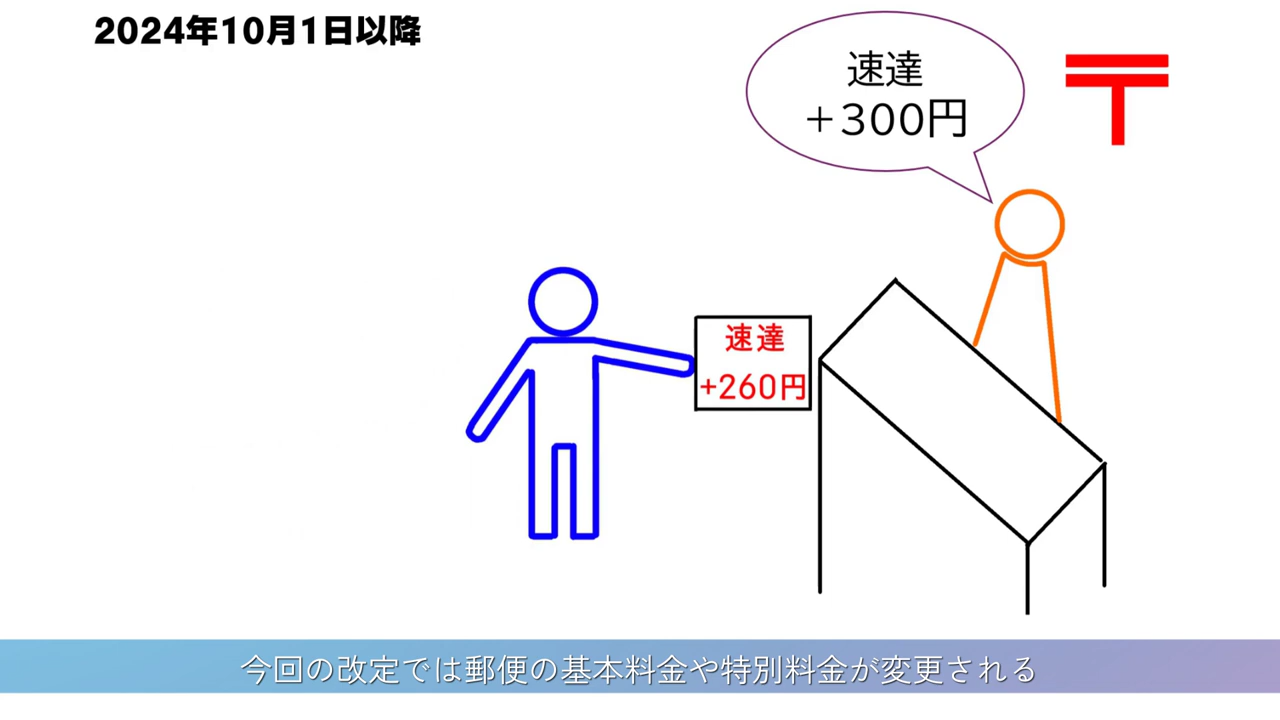 2024年10月1日以降
速達
＋300円
〒
速達
+260円
今回の改定では郵便の基本料金や特別料金が変更される